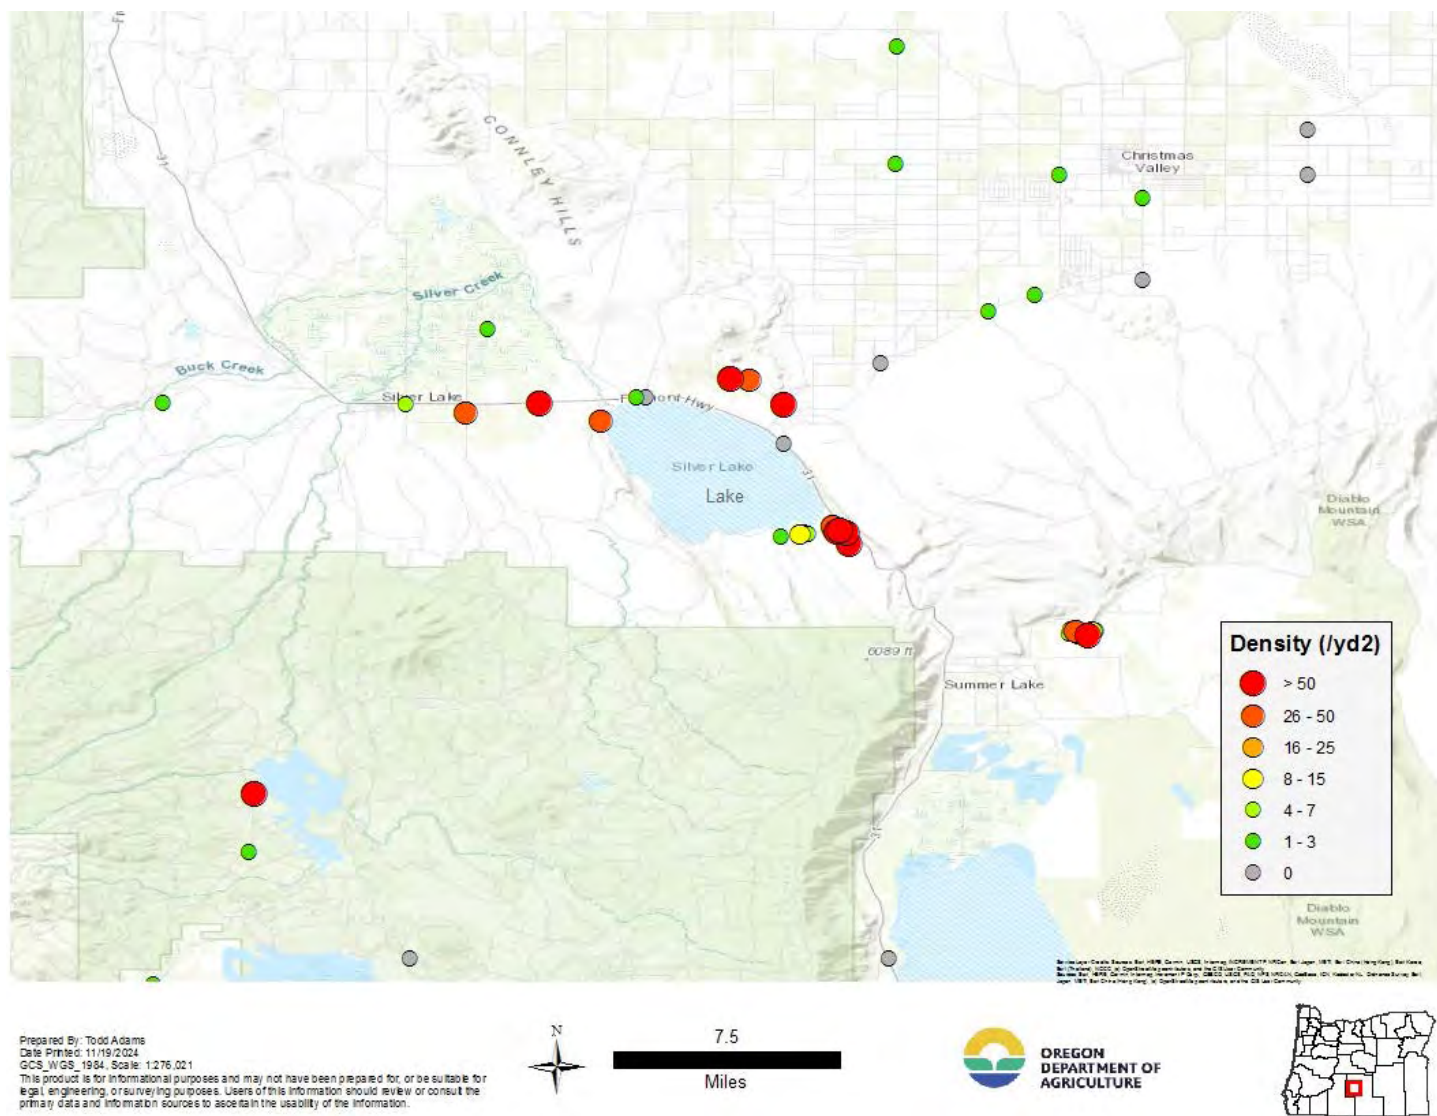 31
CONNLEY HILLS
Christmas
Valley
Silver Creek
Buck Creek
Silver Lake
Silver Lake
Lake
31
Diablo
Mountain
WSA
6089 ft
Summer Lake
31
Diablo
Mountain
WSA
Density (/yd2)
> 50
26 - 50
16 - 25
8 - 15
4 - 7
1 - 3
0
Prepared By: Todd Adams
Date Printed: 11/19/2024
GCS_WGS_1984, Scale: 1:276,021
This product is for informational purposes and may not have been prepared for, or be suitable for
legal, engineering, or surveying purposes. Users of this information should review or consult the
primary data and information sources to ascertain the usability of the information.
N
7.5
Miles
OREGON
DEPARTMENT OF
AGRICULTURE